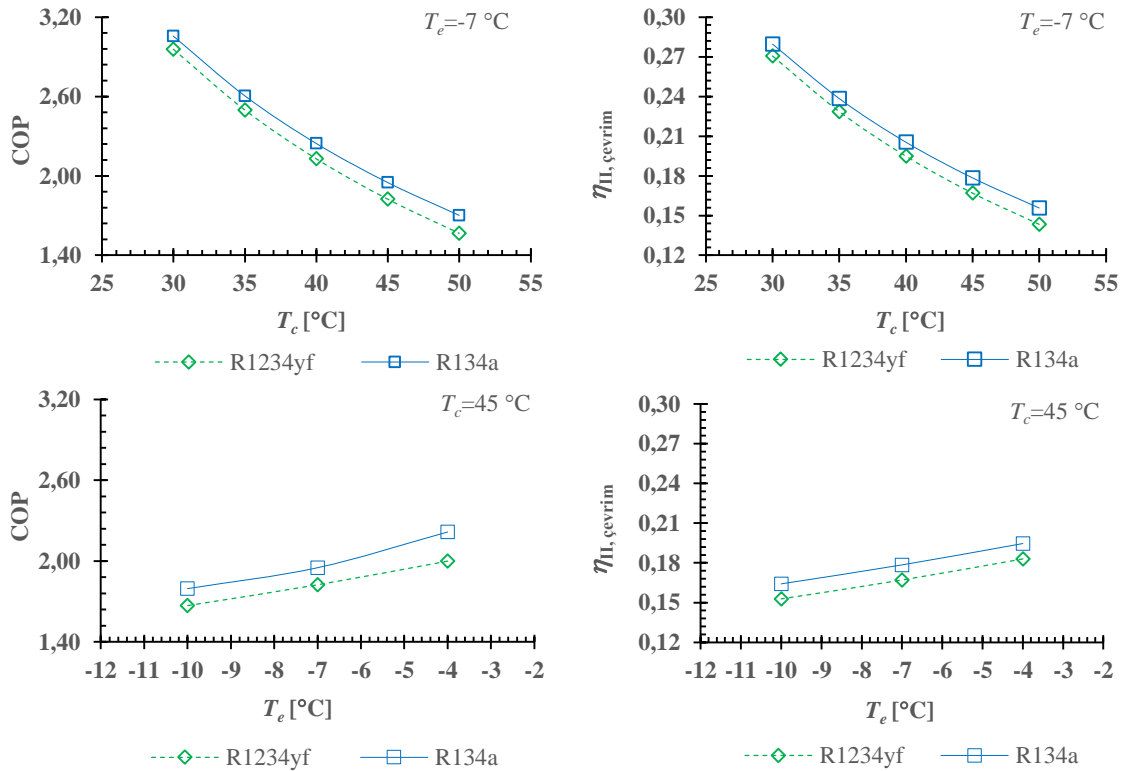 T_e=-7 °C
3,20
2,60
2,00
1,40
COP
25 30 35 40 45 50 55
T_c [°C]
R1234yf R134a
T_e=-7 °C
0,30
0,27
0,24
0,21
0,18
0,15
0,12
η_II, çevrim
25 30 35 40 45 50 55
T_c [°C]
R1234yf R134a
T_c=45 °C
3,20
2,60
2,00
1,40
COP
-12 -11 -10 -9 -8 -7 -6 -5 -4 -3 -2
T_e [°C]
R1234yf R134a
T_c=45 °C
0,30
0,27
0,24
0,21
0,18
0,15
0,12
η_II, çevrim
-12 -11 -10 -9 -8 -7 -6 -5 -4 -3 -2
T_e [°C]
R1234yf R134a